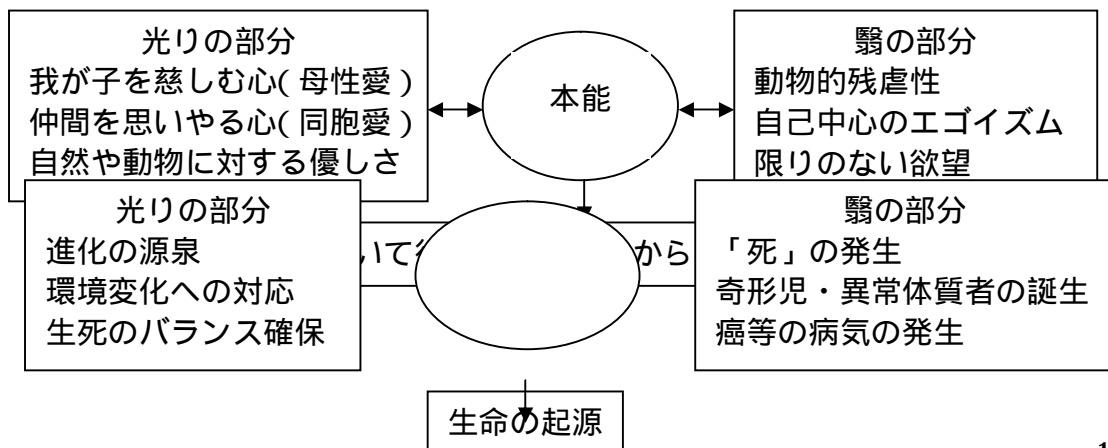 光りの部分
我が子を慈しむ心(母性愛)
仲間を思いやる心(同胞愛)
自然や動物に対する優しさ
本能
翳の部分
動物的残虐性
自己中心のエゴイズム
限りのない欲望
光りの部分
進化の源泉
環境変化への対応
生死のバランス確保
いて
から
翳の部分
「死」の発生
奇形児・異常体質者の誕生
癌等の病気の発生
生命の起源